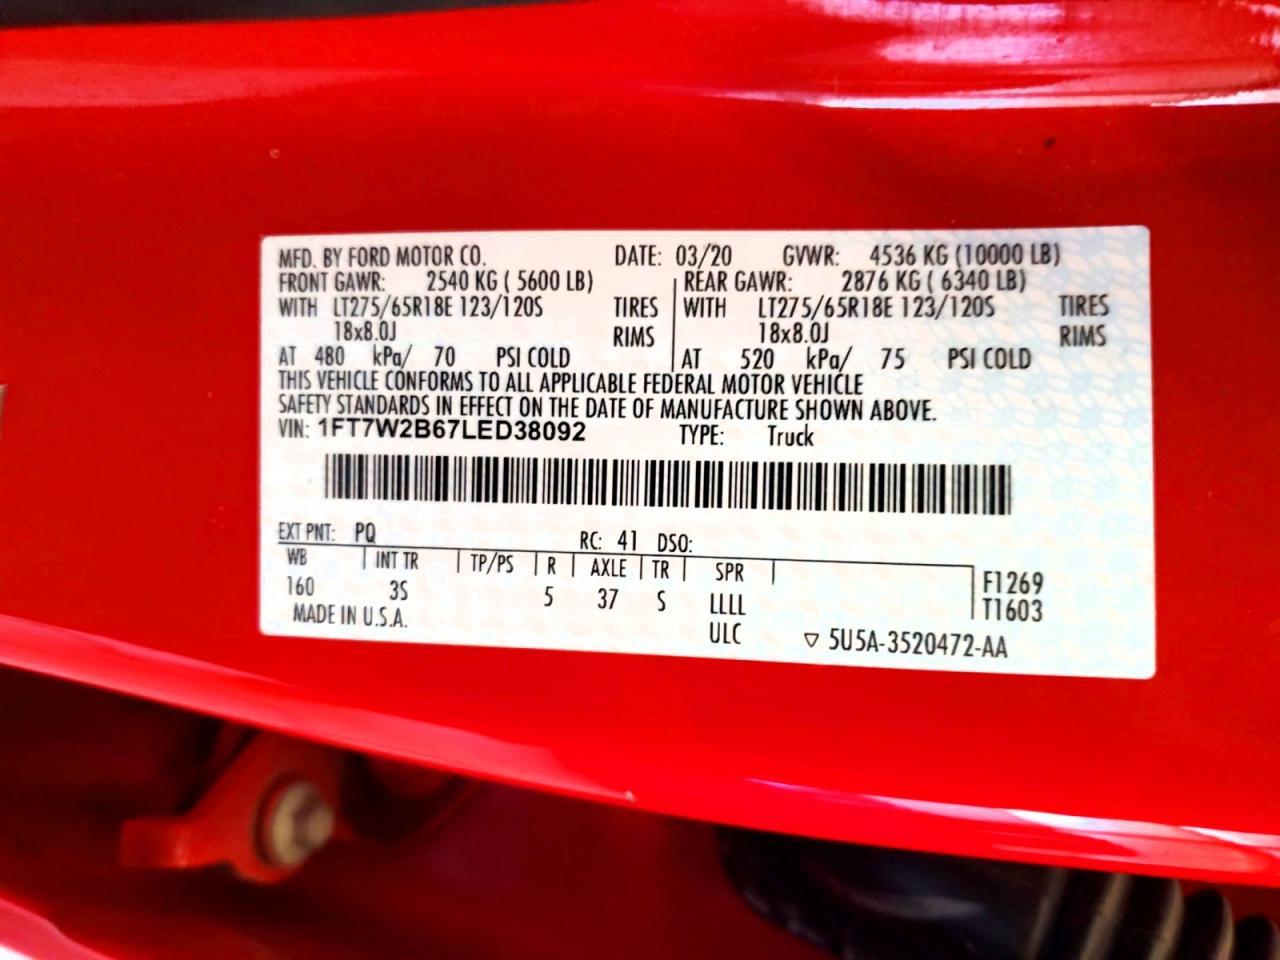 MFD. BY FORD MOTOR CO. DATE: 03/20 GVWR: 4536 KG (10000 LB)
FRONT GAWR: 2540 KG ( 5600 LB) REAR GAWR: 2876 KG ( 6340 LB)
WITH LT275/65R18E 123/120S TIRES WITH LT275/65R18E 123/120S TIRES
18x8.0J RIMS 18x8.0J RIMS
AT 480 kPa/ 70 PSI COLD AT 520 kPa/ 75 PSI COLD
THIS VEHICLE CONFORMS TO ALL APPLICABLE FEDERAL MOTOR VEHICLE
SAFETY STANDARDS IN EFFECT ON THE DATE OF MANUFACTURE SHOWN ABOVE.
VIN: 1FT7W2B67LED38092 TYPE: Truck
EXT PNT: PQ RC: 41 DSO:
WB INT TR TP/PS R AXLE TR SPR F1269
160 3S 5 37 S LLLL T1603
MADE IN U.S.A. ULC ▽ 5U5A-3520472-AA